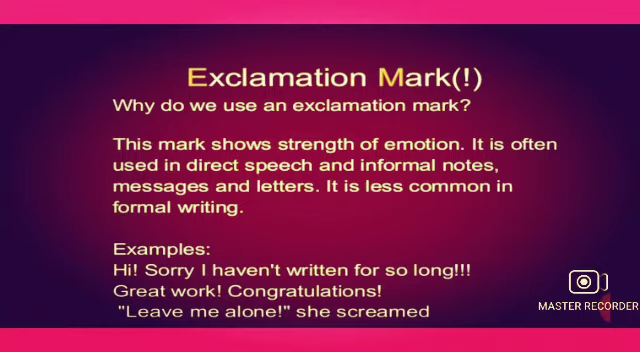 Exclamation Mark(!)
Why do we use an exclamation mark?
This mark shows strength of emotion. It is often
used in direct speech and informal notes,
messages and letters. It is less common in
formal writing.
Examples:
Hi! Sorry I haven't written for so long!!!
Great work! Congratulations!
"Leave me alone!" she screamed
MASTER RECORDER